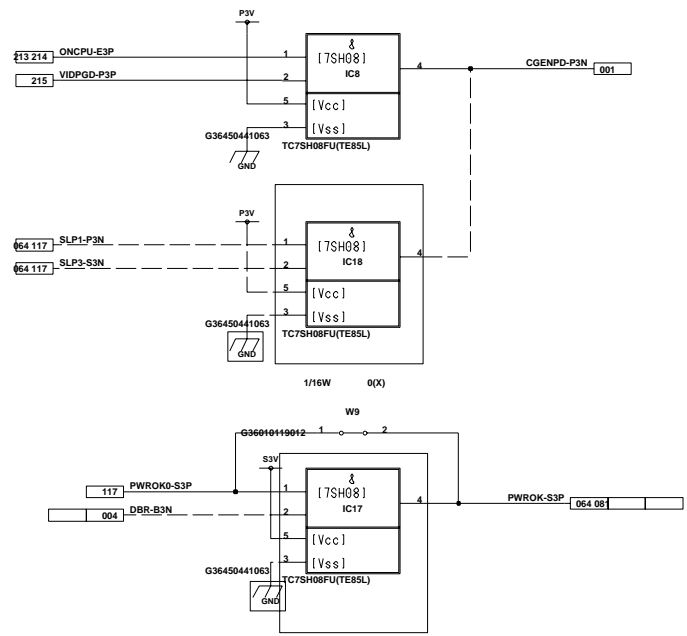 P3V
213 214 ONCPU-E3P 1 & 4 CGENPD-P3N 001
[7SH08]
IC8
215 VIDPGD-P3P 2
5 [Vcc]
3 [Vss]
G36450441063
TC7SH08FU(TE85L)
GND
P3V
064 117 SLP1-P3N 1 & 4
[7SH08]
IC18
064 117 SLP3-S3N 2
5 [Vcc]
3 [Vss]
G36450441063
TC7SH08FU(TE85L)
GND
1/16W 0(X)
W9
G36010119012 1 2
S3V
117 PWROK0-S3P 1 & 4 PWROK-S3P 064 081
[7SH08]
IC17
004 DBR-B3N 2
5 [Vcc]
3 [Vss]
G36450441063
TC7SH08FU(TE85L)
GND